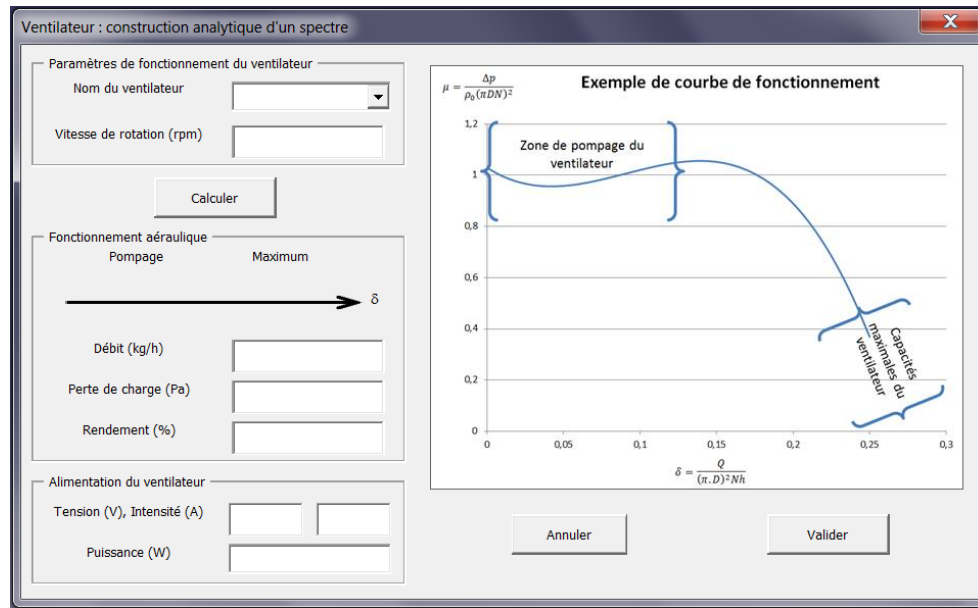 Ventilateur : construction analytique d'un spectre
X
Paramètres de fonctionnement du ventilateur
Nom du ventilateur
Vitesse de rotation (rpm)
Calculer
Fonctionnement aéraulique
Pompage Maximum
δ
Débit (kg/h)
Perte de charge (Pa)
Rendement (%)
Alimentation du ventilateur
Tension (V), Intensité (A)
Puissance (W)
μ = Δp / ρ₀(πDN)²
Exemple de courbe de fonctionnement
Zone de pompage du
ventilateur
Capacités
maximales du
ventilateur
1,2
1
0,8
0,6
0,4
0,2
0
0 0,05 0,1 0,15 0,2 0,25 0,3
δ = Q / (π.D)²Nh
Annuler Valider